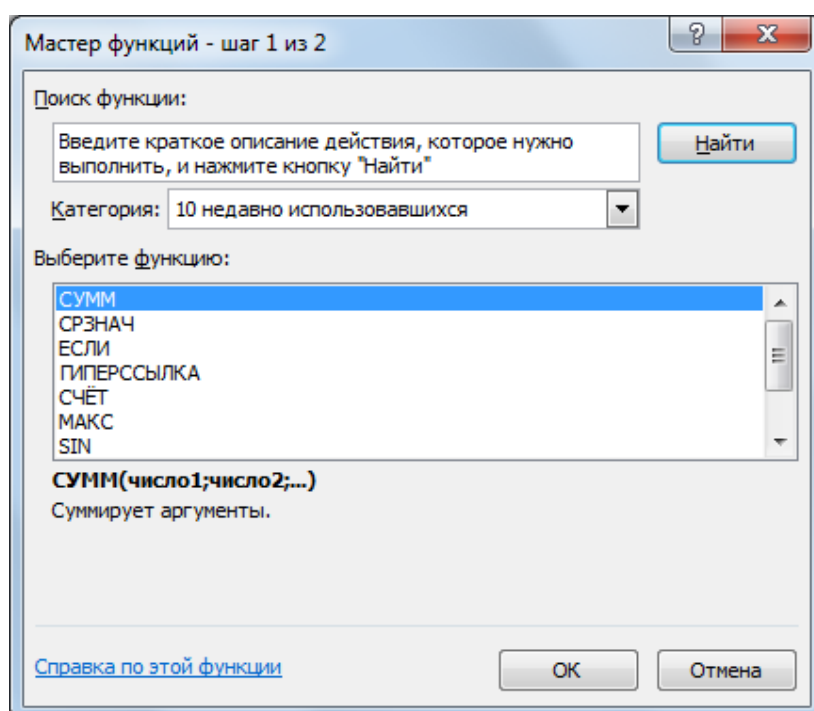 Мастер функций - шаг 1 из 2
Поиск функции:
Введите краткое описание действия, которое нужно
выполнить, и нажмите кнопку "Найти"
Найти
Категория: 10 недавно использовавшихся
Выберите функцию:
СУММ
СРЗНАЧ
ЕСЛИ
ГИПЕРССЫЛКА
СЧЁТ
МАКС
SIN
СУММ(число1;число2;...)
Суммирует аргументы.
Справка по этой функции
ОК
Отмена